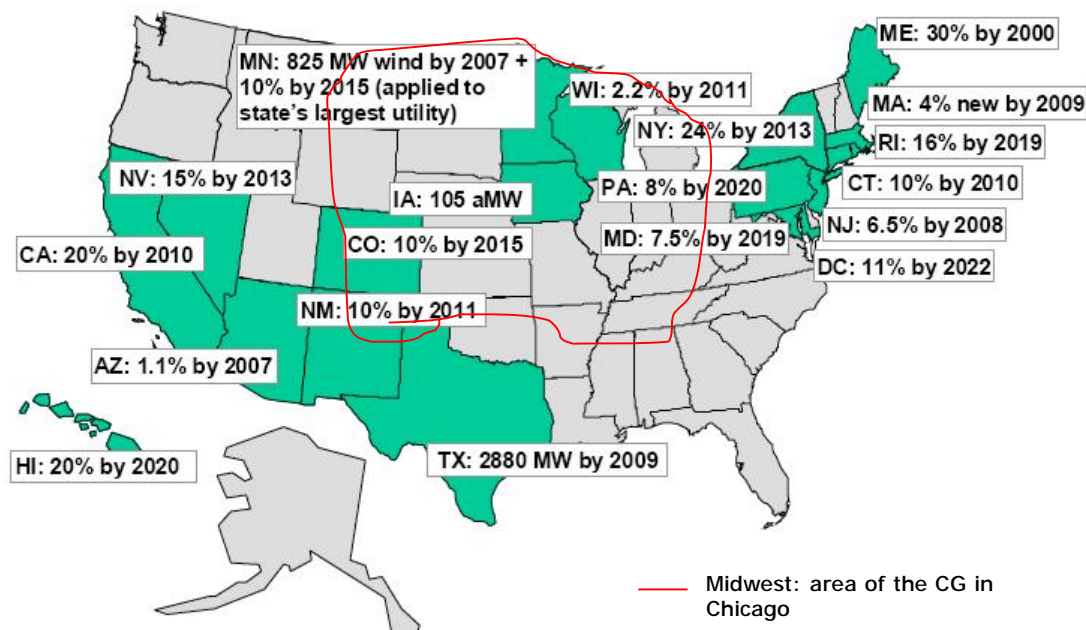 ME: 30% by 2000
MN: 825 MW wind by 2007 +
10% by 2015 (applied to
state's largest utility)
WI: 2.2% by 2011
MA: 4% new by 2009
NY: 24% by 2013
RI: 16% by 2019
NV: 15% by 2013
IA: 105 aMW
PA: 8% by 2020
CT: 10% by 2010
NJ: 6.5% by 2008
CA: 20% by 2010
CO: 10% by 2015
MD: 7.5% by 2019
DC: 11% by 2022
NM: 10% by 2011
AZ: 1.1% by 2007
HI: 20% by 2020
TX: 2880 MW by 2009
Midwest: area of the CG in
Chicago